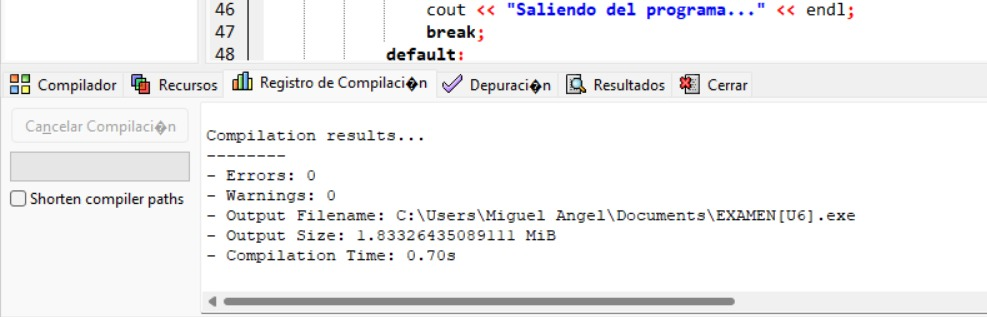 46 cout << "Saliendo del programa..." << endl;
47 break;
48 default:
Compilador Recursos Registro de Compilaci�n Depuraci�n Resultados Cerrar
Cancelar Compilaci�n
Shorten compiler paths
Compilation results...
--------
- Errors: 0
- Warnings: 0
- Output Filename: C:\Users\Miguel Angel\Documents\EXAMEN[U6].exe
- Output Size: 1.83326435089111 MiB
- Compilation Time: 0.70s